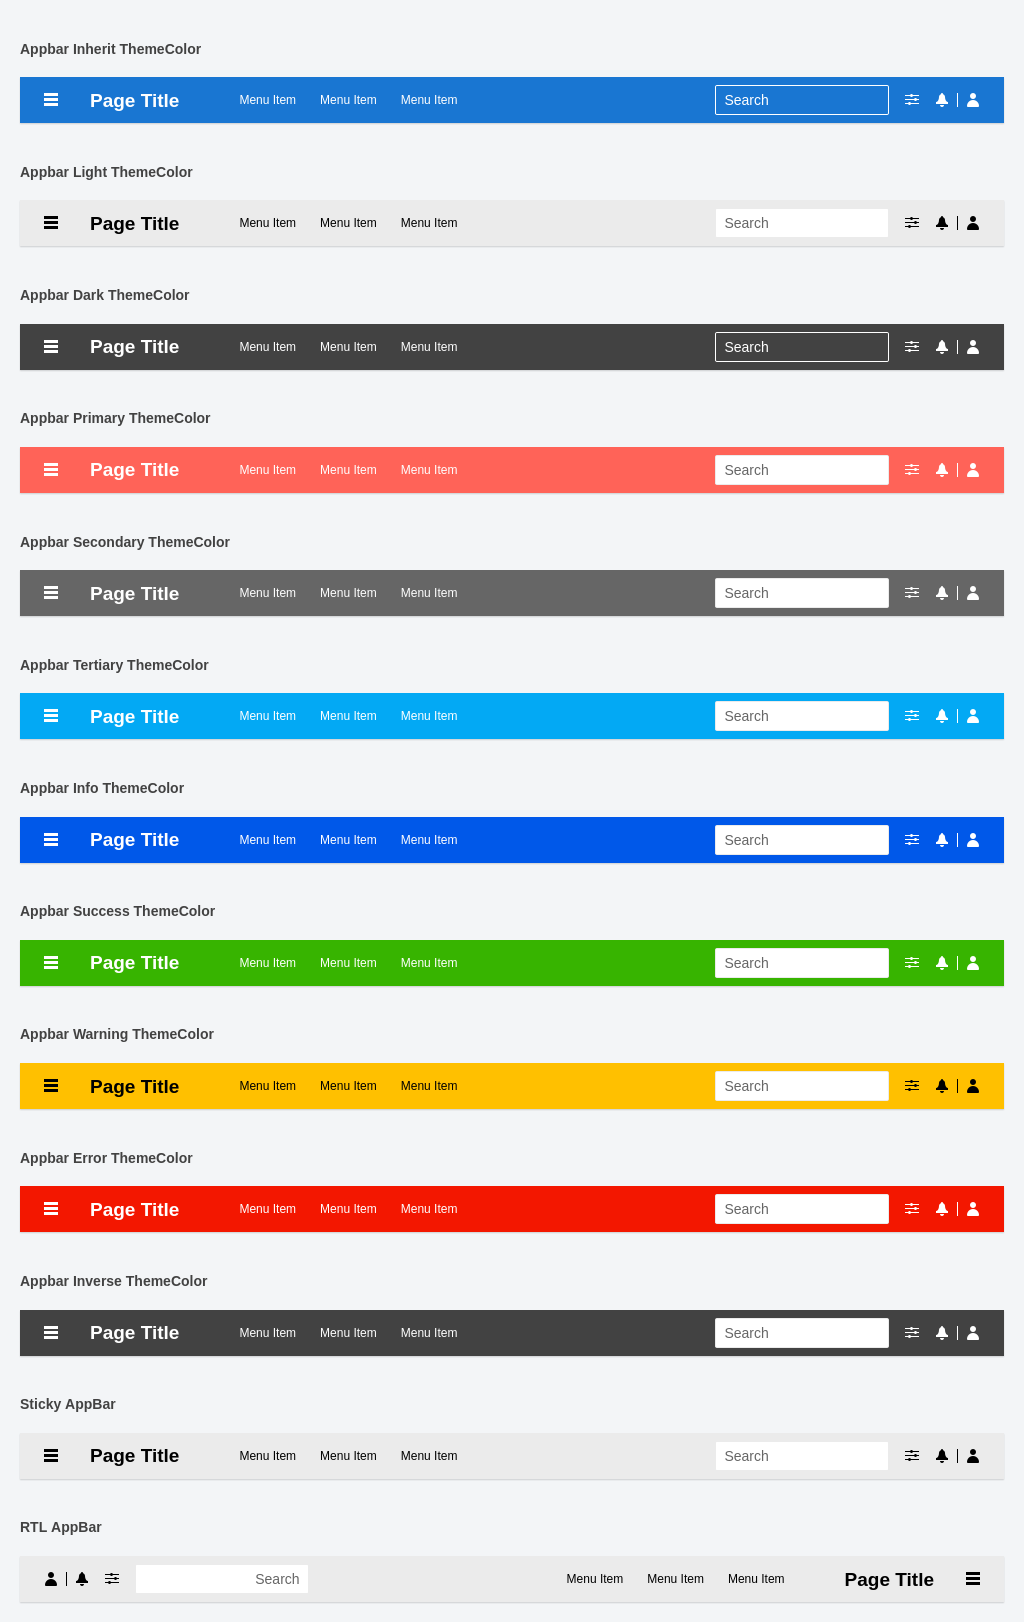 Appbar Inherit ThemeColor
Page Title Menu Item Menu Item Menu Item Search
Appbar Light ThemeColor
Page Title Menu Item Menu Item Menu Item Search
Appbar Dark ThemeColor
Page Title Menu Item Menu Item Menu Item Search
Appbar Primary ThemeColor
Page Title Menu Item Menu Item Menu Item Search
Appbar Secondary ThemeColor
Page Title Menu Item Menu Item Menu Item Search
Appbar Tertiary ThemeColor
Page Title Menu Item Menu Item Menu Item Search
Appbar Info ThemeColor
Page Title Menu Item Menu Item Menu Item Search
Appbar Success ThemeColor
Page Title Menu Item Menu Item Menu Item Search
Appbar Warning ThemeColor
Page Title Menu Item Menu Item Menu Item Search
Appbar Error ThemeColor
Page Title Menu Item Menu Item Menu Item Search
Appbar Inverse ThemeColor
Page Title Menu Item Menu Item Menu Item Search
Sticky AppBar
Page Title Menu Item Menu Item Menu Item Search
RTL AppBar
Search Menu Item Menu Item Menu Item Page Title